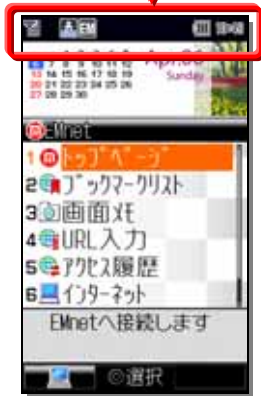 EM
Apr.
Sunday
13 14 15 16 17 18 19
20 21 22 23 24 25 26
27 28 29 30
EMnet
1 トップページ
2 ブックマークリスト
3 画面メモ
4 URL入力
5 アクセス履歴
6 インターネット
EMnetへ接続します
選択